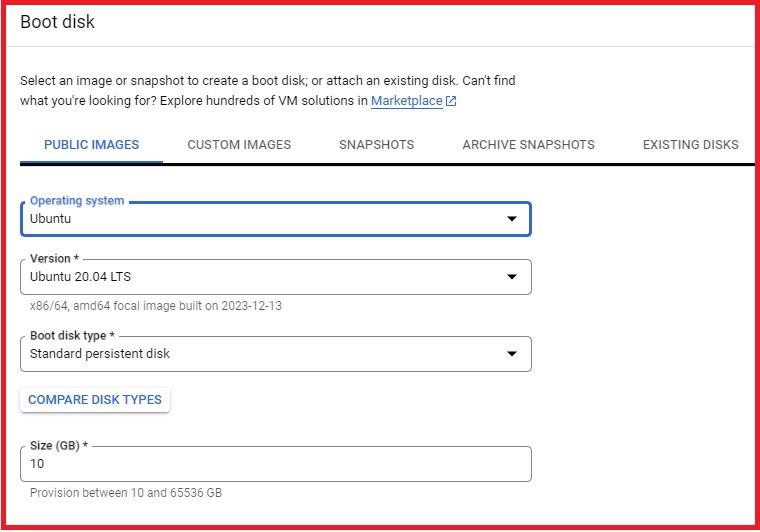 Boot disk
Select an image or snapshot to create a boot disk; or attach an existing disk. Can't find
what you're looking for? Explore hundreds of VM solutions in Marketplace
PUBLIC IMAGES CUSTOM IMAGES SNAPSHOTS ARCHIVE SNAPSHOTS EXISTING DISKS
Operating system
Ubuntu
Version *
Ubuntu 20.04 LTS
x86/64, amd64 focal image built on 2023-12-13
Boot disk type *
Standard persistent disk
COMPARE DISK TYPES
Size (GB) *
10
Provision between 10 and 65536 GB